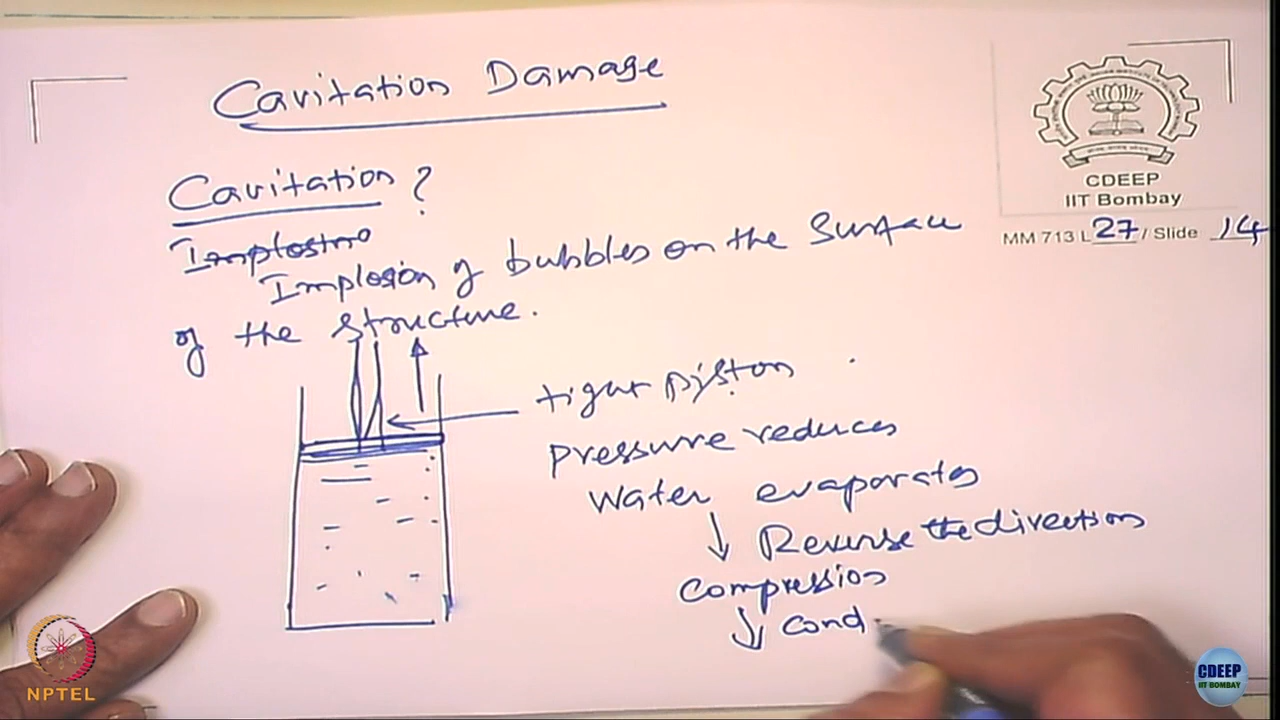 Cavitation Damage
CDEEP
IIT Bombay
MM 713 L 27 / Slide 14
Cavitation ?
Implosion of bubbles on the surface
of the structure.
tight piston
pressure reduces
Water evaporates
Reverse the direction
Compression
Cond
NPTEL
CDEEP
IIT BOMBAY